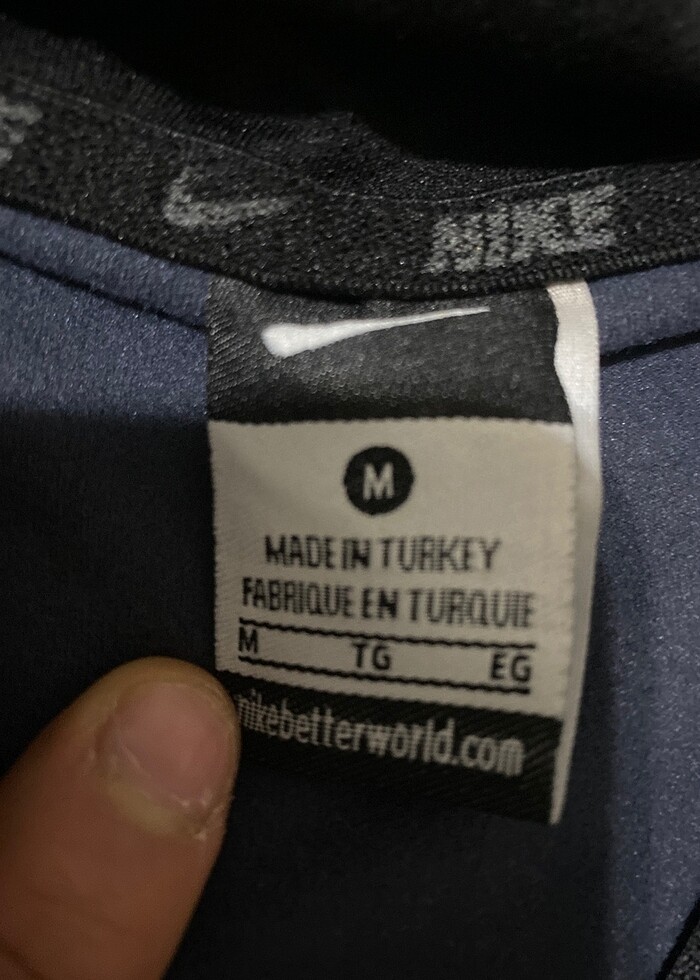 NIKE
M
MADE IN TURKEY
FABRIQUE EN TURQUIE
M TG EG
nikebetterworld.com